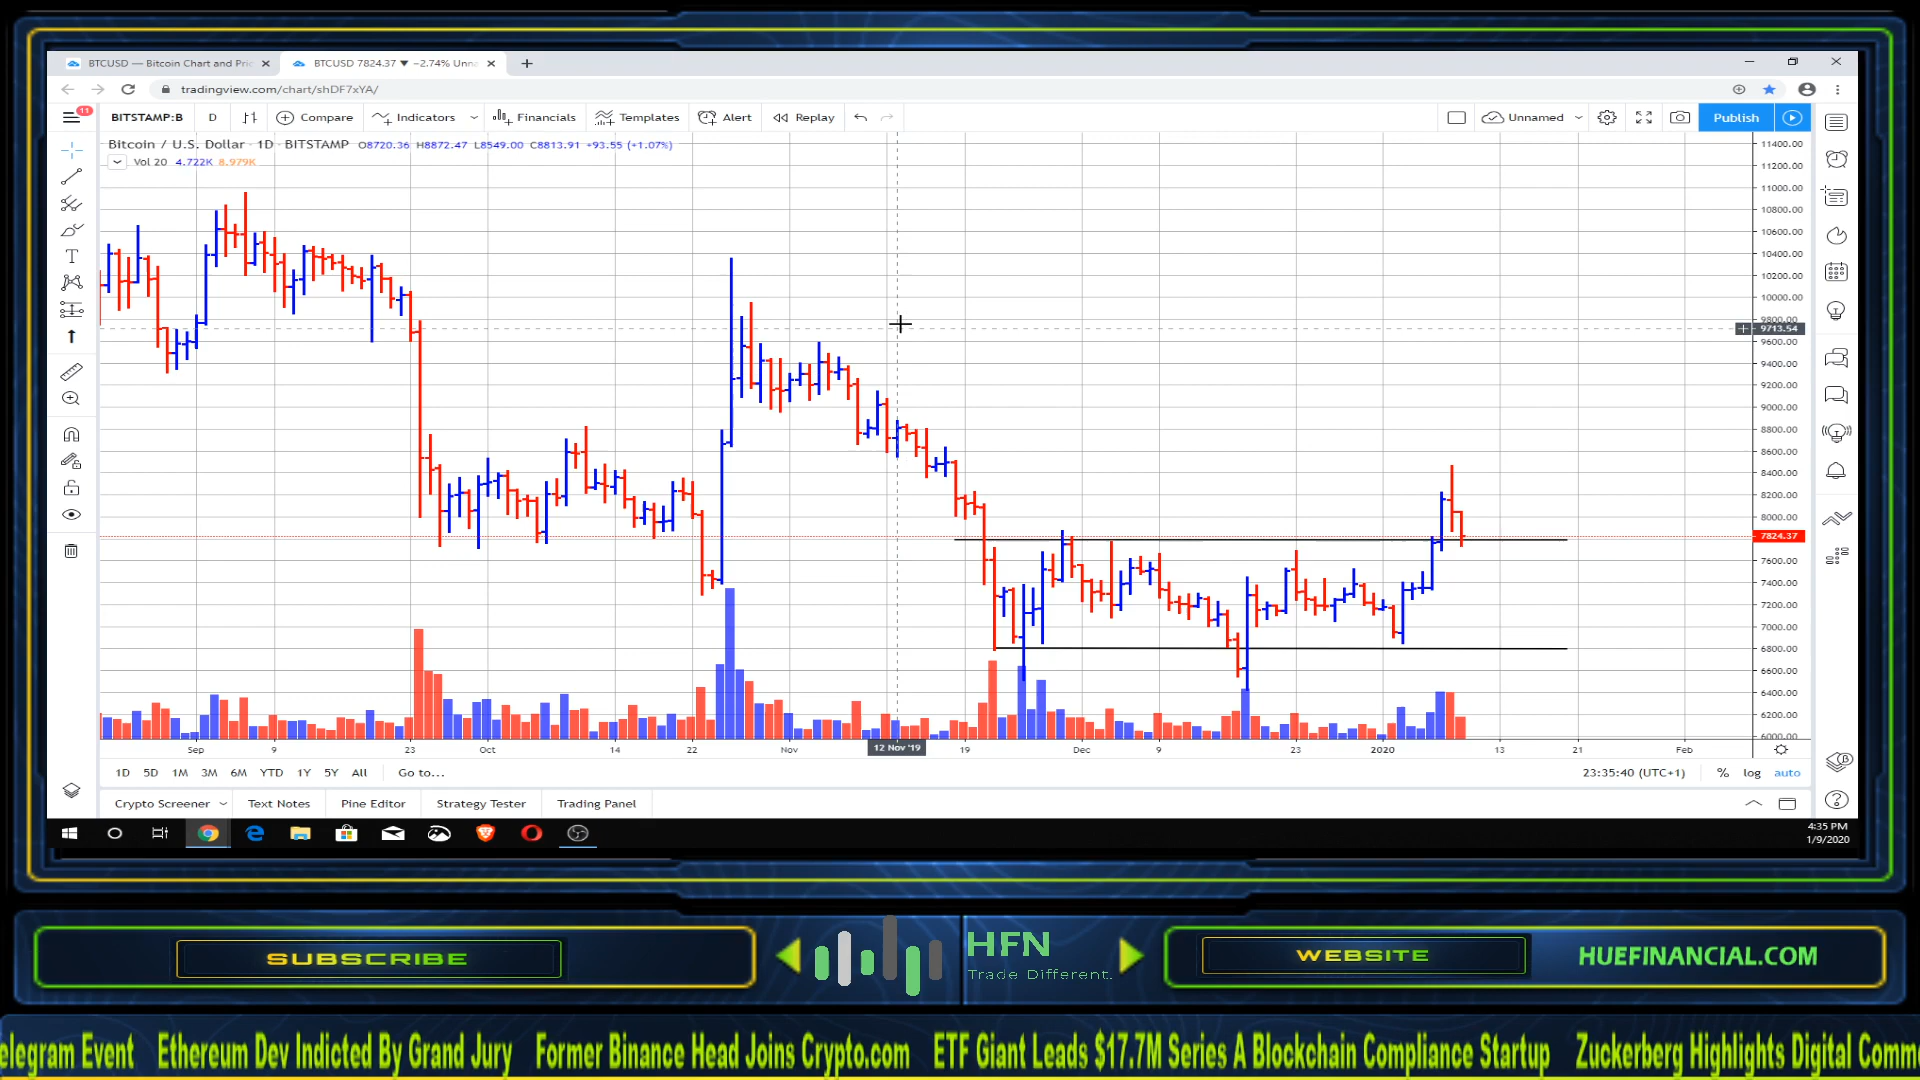 BTCUSD — Bitcoin Chart and Pric
BTCUSD 7824.37 ▼ −2.74% Unna
tradingview.com/chart/shDF7xYA/
11
BITSTAMP:B
D
Compare
Indicators
Financials
Templates
Alert
Replay
Unnamed
Publish
Bitcoin / U.S. Dollar · 1D · BITSTAMP O8720.36 H8872.47 L8549.00 C8813.91 +93.55 (+1.07%)
Vol 20 4.722K 8.979K
11400.00
11200.00
11000.00
10800.00
10600.00
10400.00
10200.00
10000.00
9800.00
9713.54
9600.00
9400.00
9200.00
9000.00
8800.00
8600.00
8400.00
8200.00
8000.00
7824.37
7600.00
7400.00
7200.00
7000.00
6800.00
6600.00
6400.00
6200.00
6000.00
Sep 9 23 Oct 14 22 Nov 12 Nov '19 19 Dec 9 23 2020 13 21 Feb
1D 5D 1M 3M 6M YTD 1Y 5Y All Go to... 23:35:40 (UTC+1) % log auto
Crypto Screener Text Notes Pine Editor Strategy Tester Trading Panel
4:35 PM
1/9/2020
SUBSCRIBE
HFN
Trade Different.
WEBSITE
HUEFINANCIAL.COM
elegram Event Ethereum Dev Indicted By Grand Jury Former Binance Head Joins Crypto.com ETF Giant Leads $17.7M Series A Blockchain Compliance Startup Zuckerberg Highlights Digital Comme